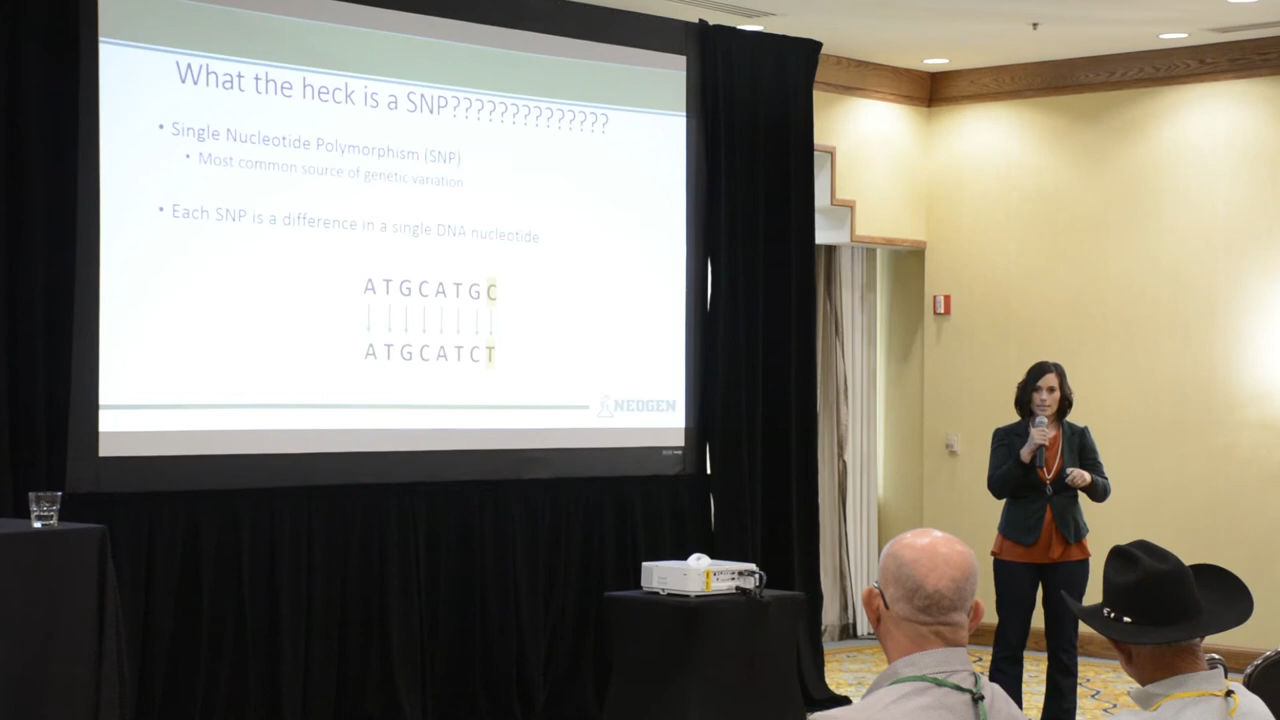 What the heck is a SNP??????????????
• Single Nucleotide Polymorphism (SNP)
• Most common source of genetic variation
• Each SNP is a difference in a single DNA nucleotide
ATGCATGC
ATGCATCT
NEOGEN